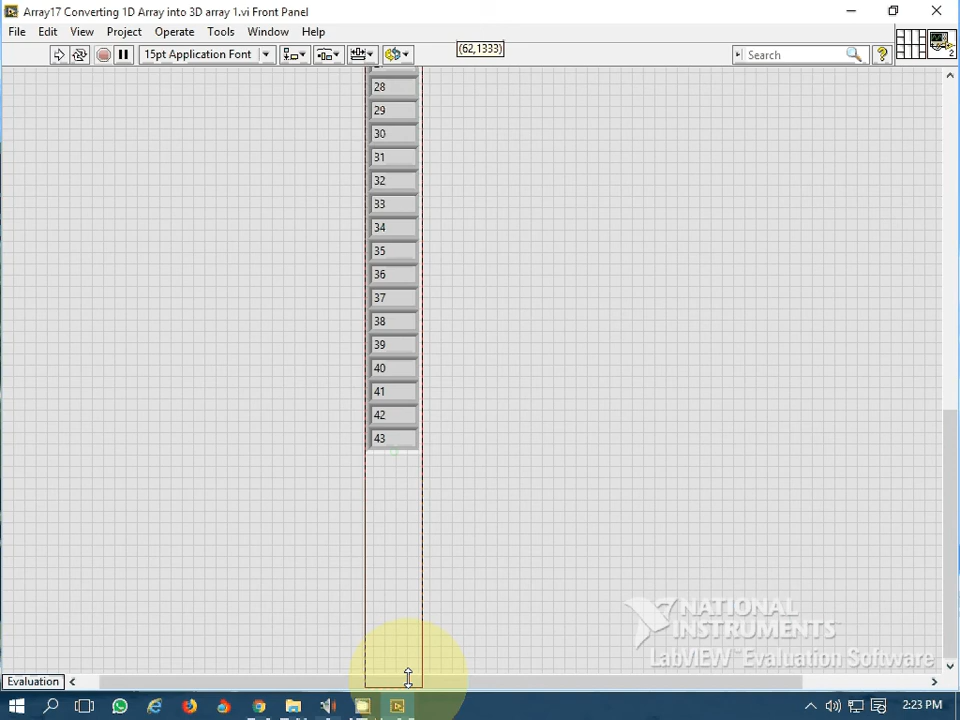 Array17 Converting 1D Array into 3D array 1.vi Front Panel
File Edit View Project Operate Tools Window Help
15pt Application Font
(62,1333)
Search
?
2
28
29
30
31
32
33
34
35
36
37
38
39
40
41
42
43
NATIONAL
INSTRUMENTS
LabVIEW Evaluation Software
Evaluation
2:23 PM